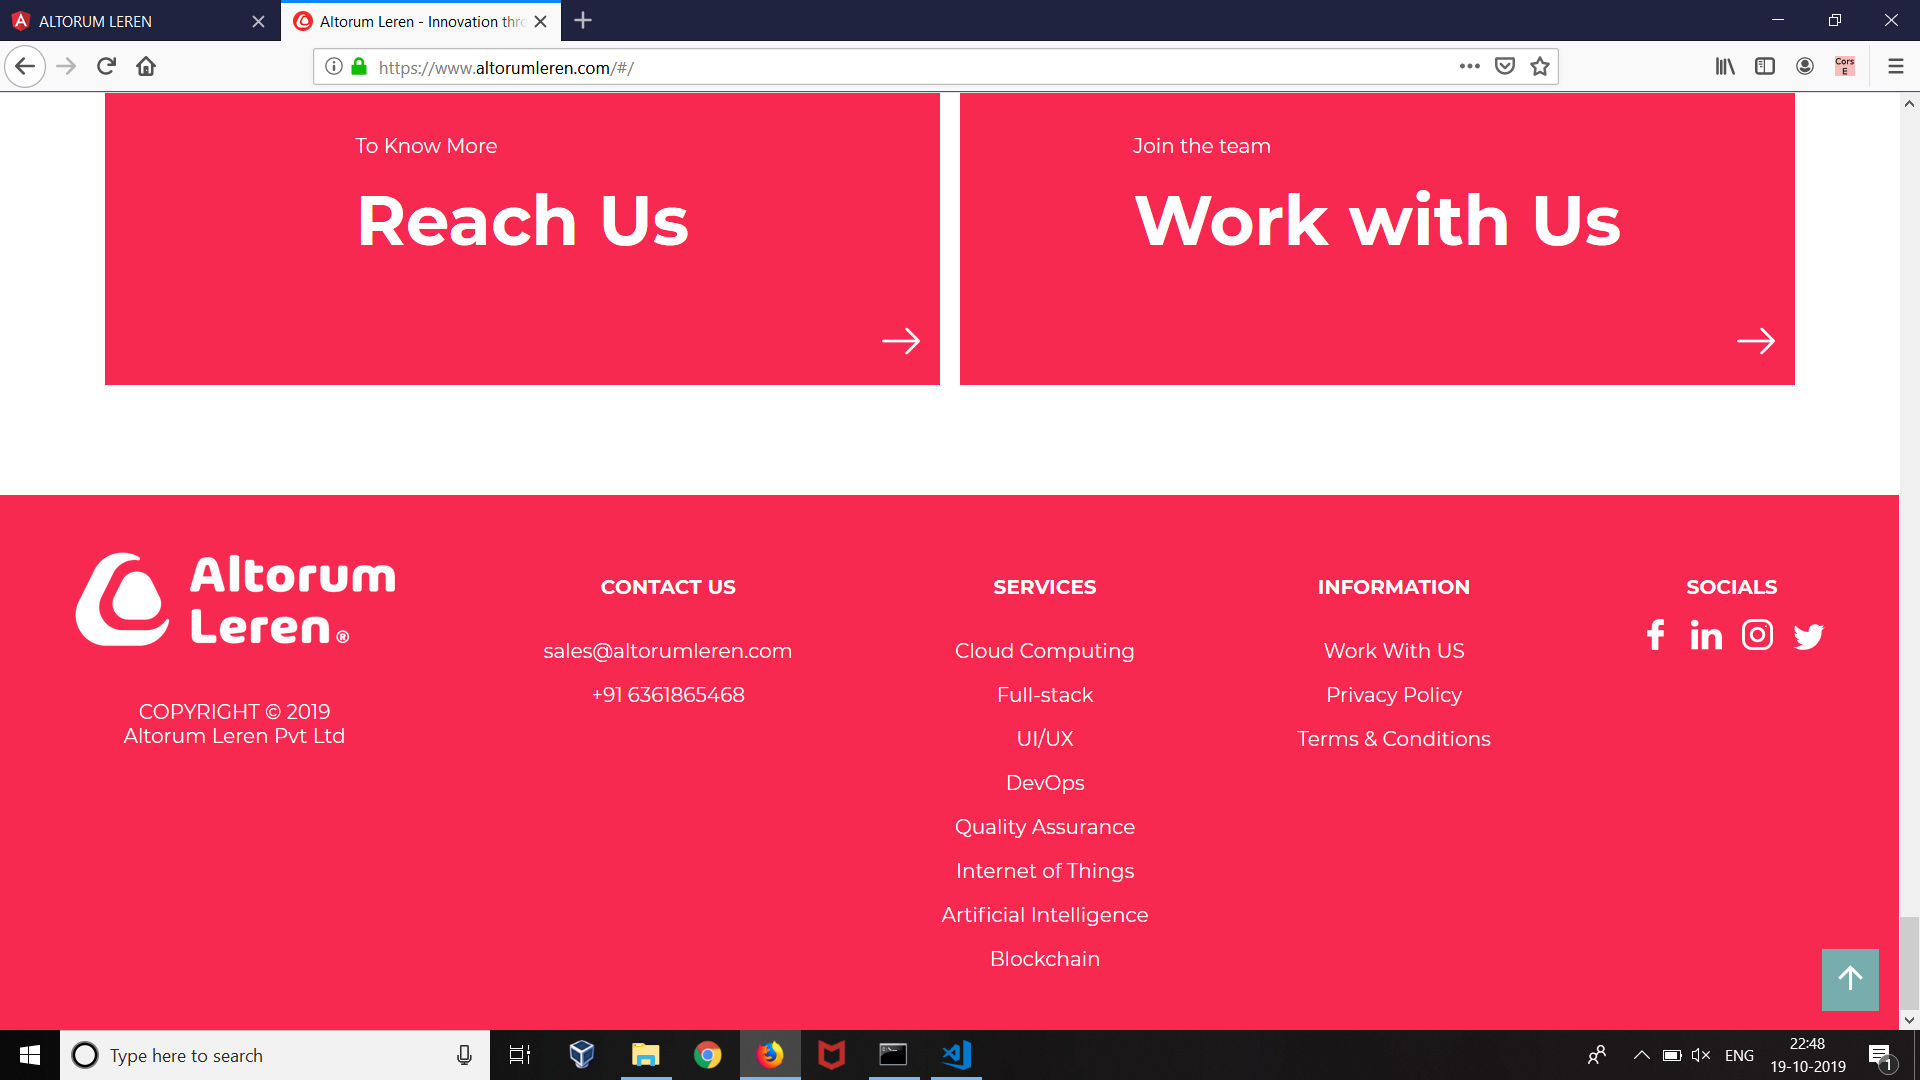 ALTORUM LEREN
Altorum Leren - Innovation thr
https://www.altorumleren.com/#/
Cors
E
To Know More
Reach Us
Join the team
Work with Us
Altorum
Leren ®
COPYRIGHT © 2019
Altorum Leren Pvt Ltd
CONTACT US
sales@altorumleren.com
+91 6361865468
SERVICES
Cloud Computing
Full-stack
UI/UX
DevOps
Quality Assurance
Internet of Things
Artificial Intelligence
Blockchain
INFORMATION
Work With US
Privacy Policy
Terms & Conditions
SOCIALS
Type here to search
ENG
22:48
19-10-2019
1